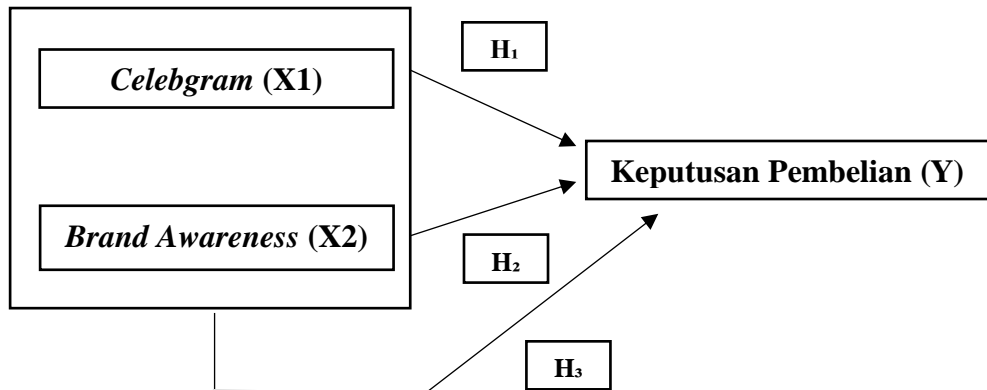 H₁
Celebgram (X1)
Keputusan Pembelian (Y)
Brand Awareness (X2)
H₂
H₃